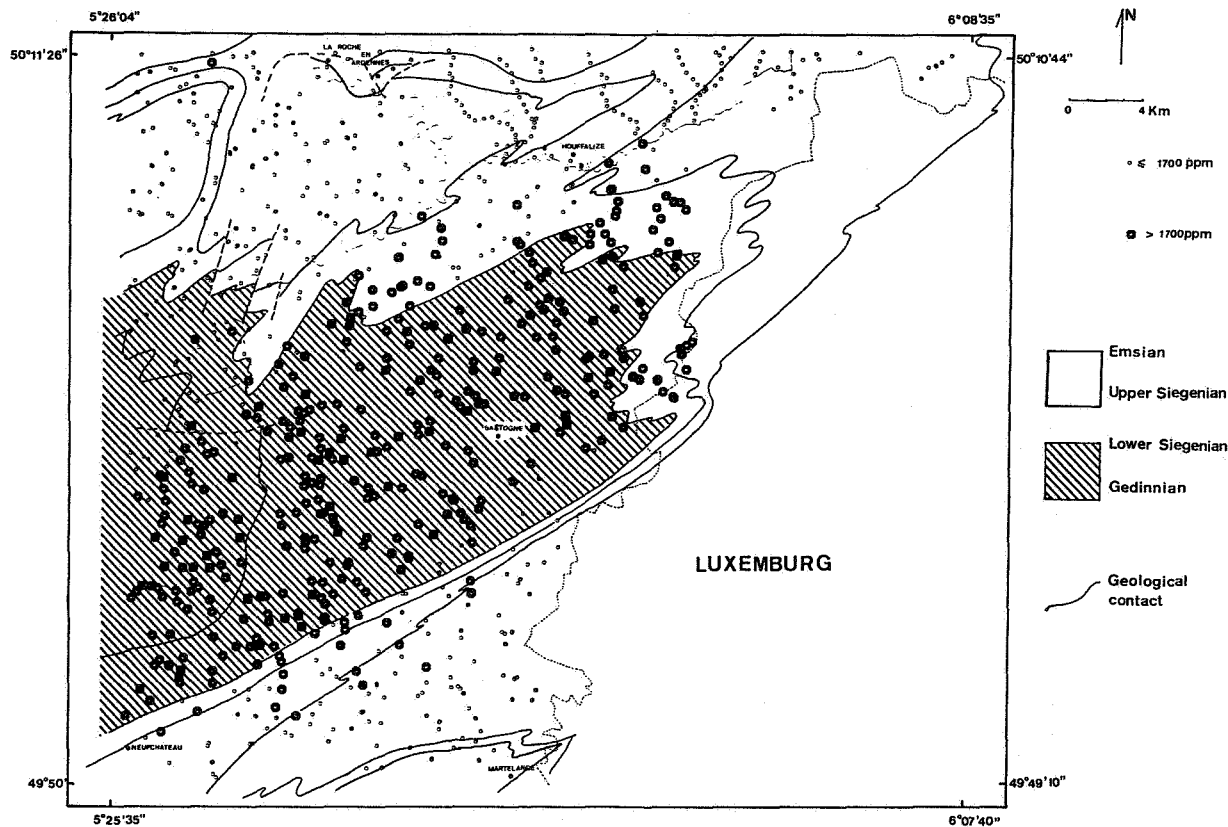 5°26'04"
6°08'35"
50°11'26"
50°10'44"
N
LA ROCHE
EN
ARDENNES
0 4 Km
HOUFFALIZE
≤ 1700 ppm
> 1700ppm
Emsian
Upper Siegenian
BASTOGNE
Lower Siegenian
Gedinnian
LUXEMBURG
Geological
contact
NEUFCHATEAU
MARTELANGE
49°50'
49°49'10"
5°25'35"
6°07'40"